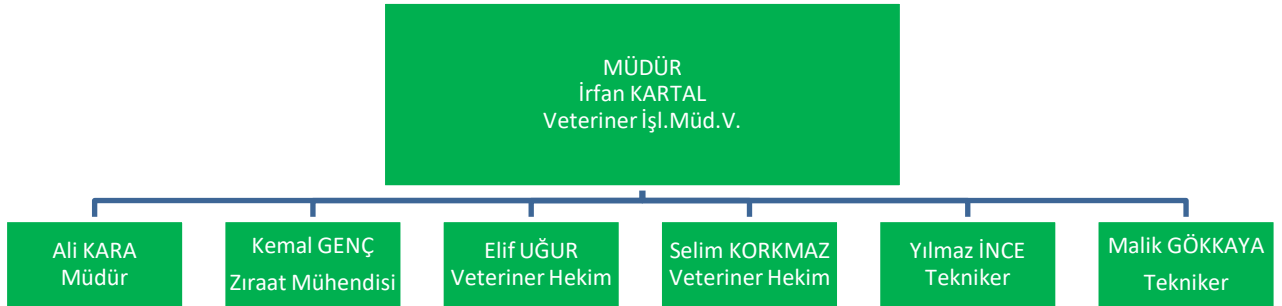 MÜDÜR
İrfan KARTAL
Veteriner İşl.Müd.V.
Ali KARA
Müdür
Kemal GENÇ
Zıraat Mühendisi
Elif UĞUR
Veteriner Hekim
Selim KORKMAZ
Veteriner Hekim
Yılmaz İNCE
Tekniker
Malik GÖKKAYA
Tekniker